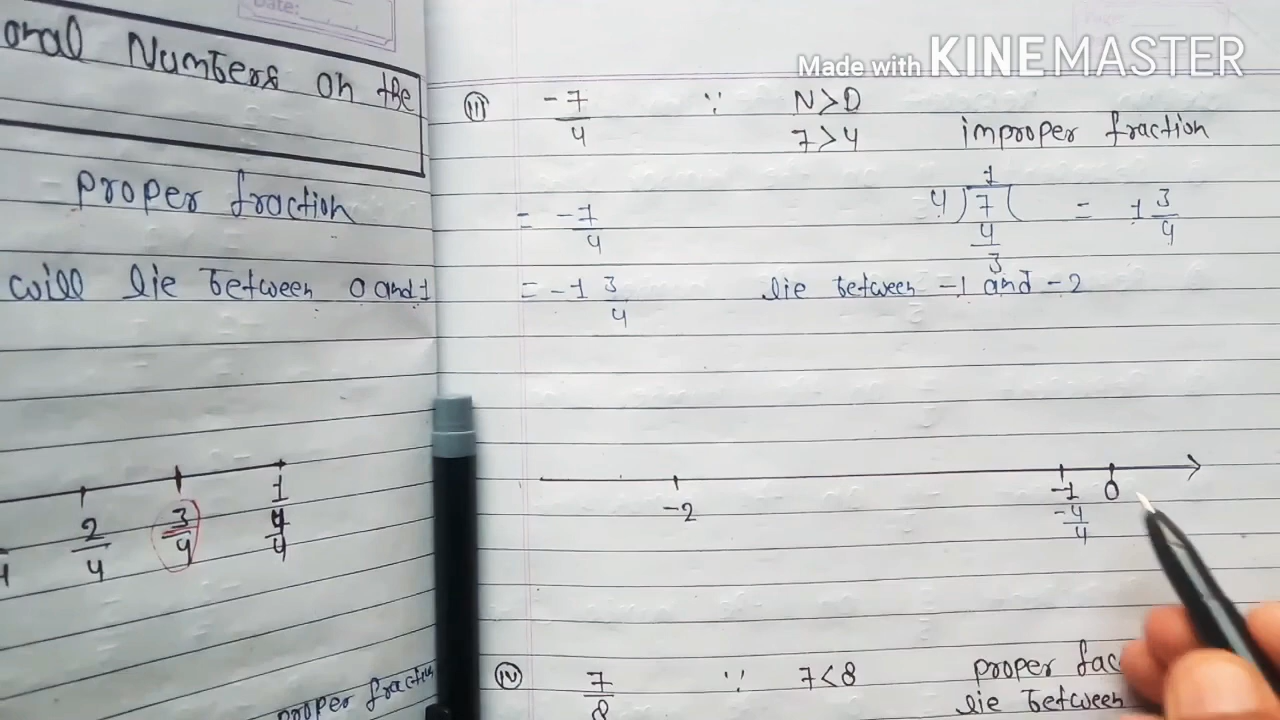 Date:
onal Numbers on the
proper fraction
will lie between 0 and 1
2/4 3/4 1
4/4
proper fraction
Made with KINEMASTER
(iii) -7/4 ∵ N>D
7>4 improper fraction
= -7/4 4)7(1 = 1 3/4
4
3
= -1 3/4 lie between -1 and -2
-2 -1 0
-4/4
(iv) 7/8 ∵ 7<8 proper fac
lie between